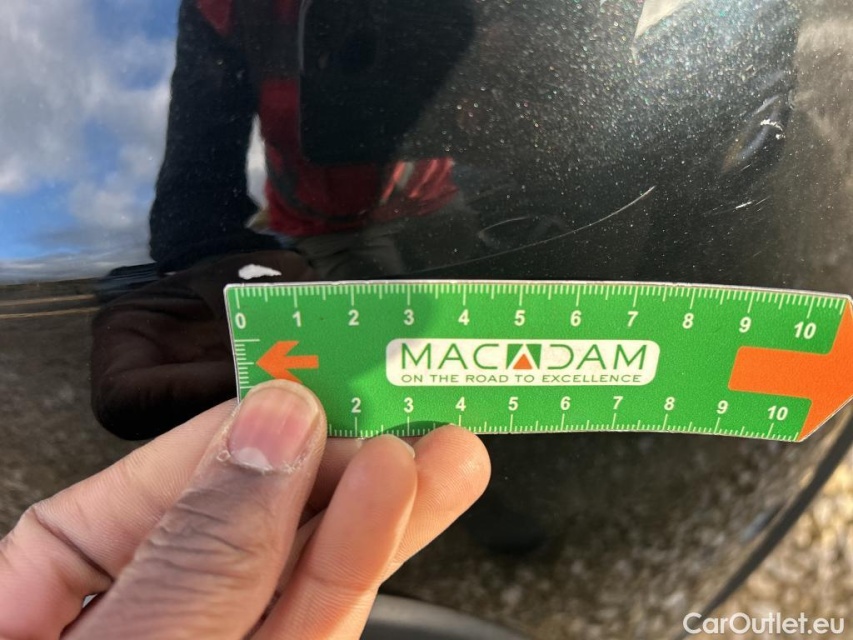 0 1 2 3 4 5 6 7 8 9 10
MACADAM
ON THE ROAD TO EXCELLENCE
2 3 4 5 6 7 8 9 10
CarOutlet.eu